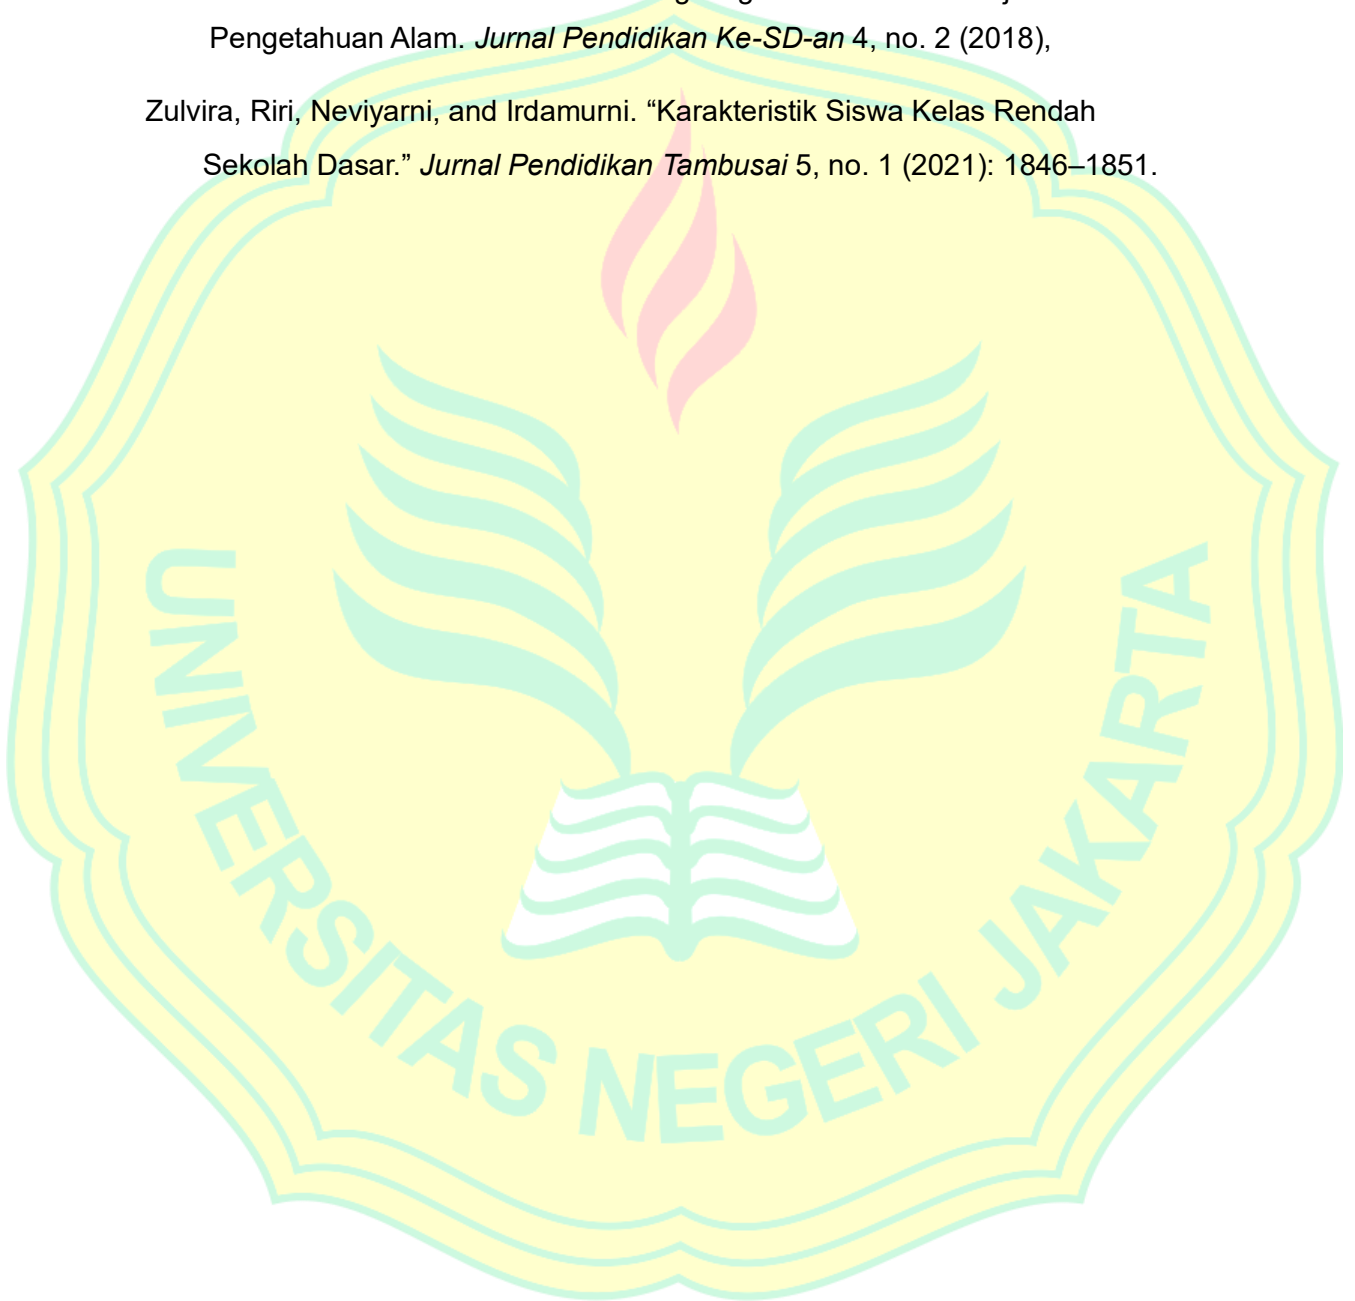 Pengetahuan Alam. Jurnal Pendidikan Ke-SD-an 4, no. 2 (2018),
Zulvira, Riri, Neviyarni, and Irdamurni. “Karakteristik Siswa Kelas Rendah
Sekolah Dasar.” Jurnal Pendidikan Tambusai 5, no. 1 (2021): 1846–1851.
UNIVERSITAS NEGERI JAKARTA